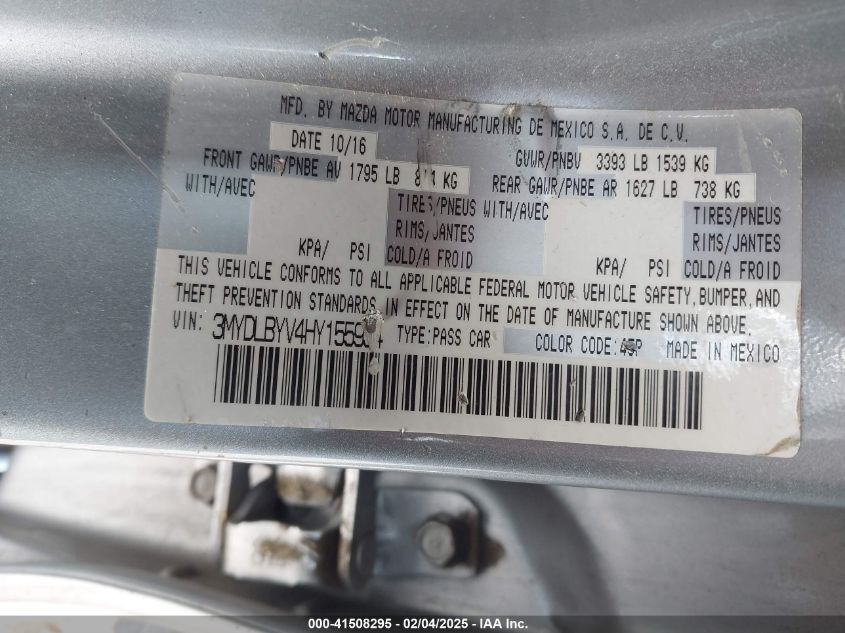 MFD. BY MAZDA MOTOR MANUFACTURING DE MEXICO S.A. DE C.V.
DATE 10/16 GVWR/PNBV 3393 LB 1539 KG
FRONT GAWR/PNBE AV 1795 LB KG REAR GAWR/PNBE AR 1627 LB 738 KG
WITH/AVEC TIRES/PNEUS WITH/AVEC TIRES/PNEUS
RIMS/JANTES RIMS/JANTES
KPA/ PSI COLD/A FROID KPA/ PSI COLD/A FROID
THIS VEHICLE CONFORMS TO ALL APPLICABLE FEDERAL MOTOR VEHICLE SAFETY, BUMPER, AND
THEFT PREVENTION STANDARDS IN EFFECT ON THE DATE OF MANUFACTURE SHOWN ABOVE.
VIN: TYPE:PASS CAR COLOR CODE: MADE IN MEXICO
000-41508295 - 02/04/2025 - IAA Inc.